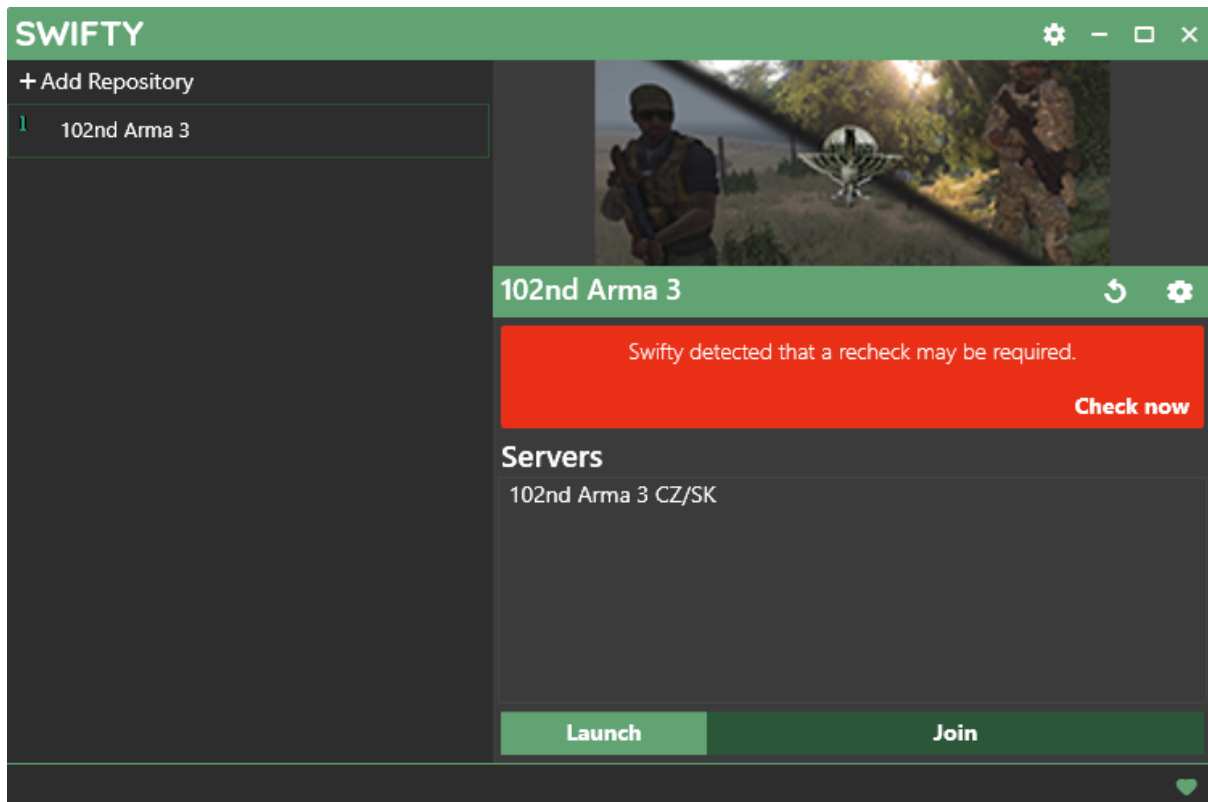 SWIFTY
+ Add Repository
1
102nd Arma 3
102nd Arma 3
Swifty detected that a recheck may be required.
Check now
Servers
102nd Arma 3 CZ/SK
Launch
Join